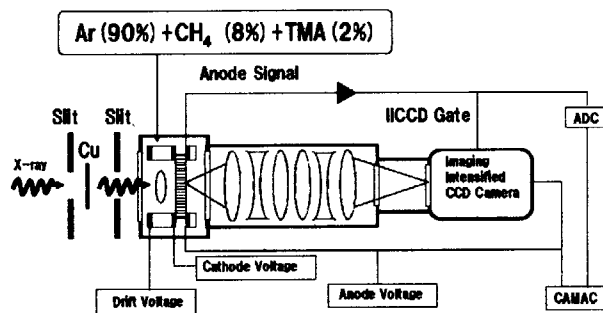 Ar (90%) +CH4 (8%) +TMA (2%)
Anode Signal
Slit
Slit
Cu
X-ray
IICCD Gate
ADC
Imaging
Intensified
CCD Camera
Cathode Voltage
Drift Voltage
Anode Voltage
CAMAC